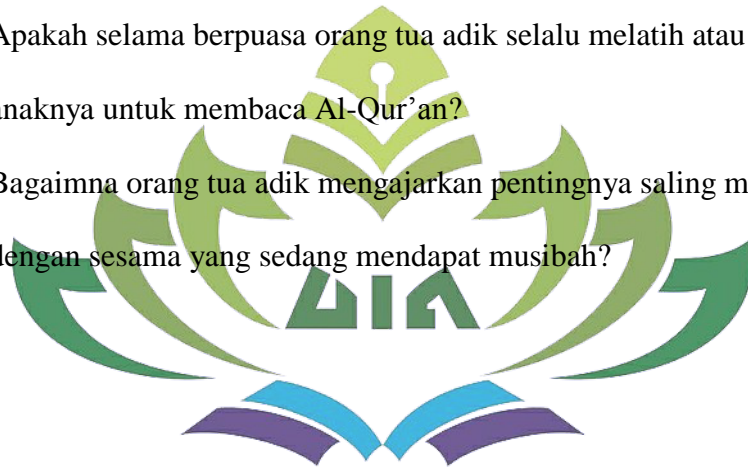 Apakah selama berpuasa orang tua adik selalu melatih atau
anaknya untuk membaca Al-Qur’an?
Bagaimna orang tua adik mengajarkan pentingnya saling m
dengan sesama yang sedang mendapat musibah?
UIN